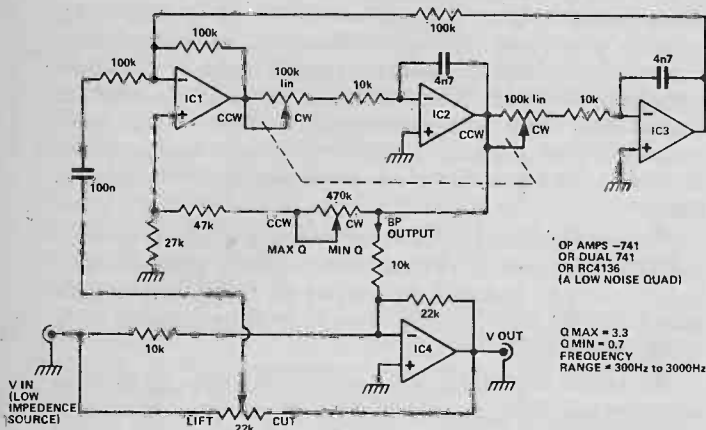 100k
100k
100k
IC1
CCW
100k
lin
CW
10k
4n7
IC2
CCW
100k lin
CW
10k
4n7
IC3
100n
27k
47k
CCW
470k
CW
MAX Q
MIN Q
BP
OUTPUT
10k
22k
IC4
V OUT
10k
V IN
(LOW
IMPEDENCE
SOURCE)
LIFT
22k
CUT
OP AMPS –741
OR DUAL 741
OR RC4136
(A LOW NOISE QUAD)
Q MAX = 3.3
Q MIN = 0.7
FREQUENCY
RANGE = 300Hz to 3000Hz